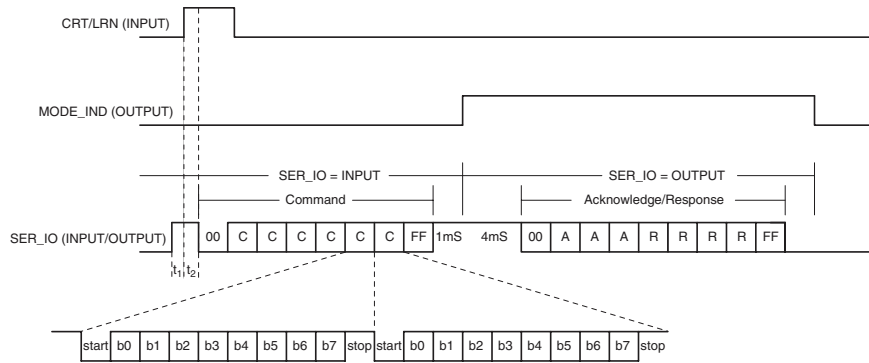 CRT/LRN (INPUT)
MODE_IND (OUTPUT)
SER_IO = INPUT
SER_IO = OUTPUT
Command
Acknowledge/Response
SER_IO (INPUT/OUTPUT)
00 C C C C C C FF 1mS 4mS 00 A A A R R R R FF
t1 t2
start b0 b1 b2 b3 b4 b5 b6 b7 stop start b0 b1 b2 b3 b4 b5 b6 b7 stop